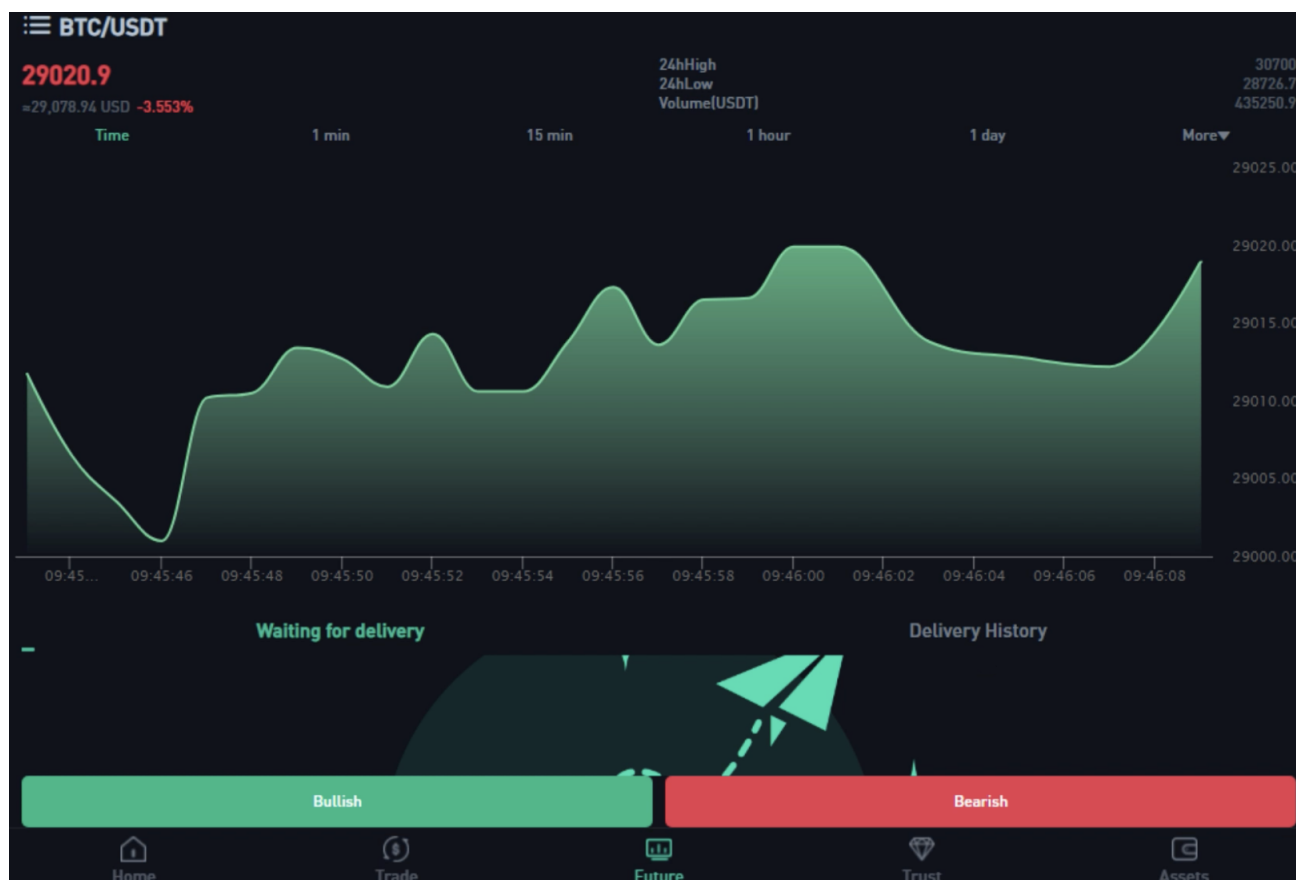 BTC/USDT
29020.9
≈29,078.94 USD -3.553%
24hHigh 30700
24hLow 28726.7
Volume(USDT) 435250.9
Time 1 min 15 min 1 hour 1 day More▼
29025.00
29020.00
29015.00
29010.00
29005.00
29000.00
09:45... 09:45:46 09:45:48 09:45:50 09:45:52 09:45:54 09:45:56 09:45:58 09:46:00 09:46:02 09:46:04 09:46:06 09:46:08
Waiting for delivery Delivery History
Bullish Bearish
Home Trade Future Trust Assets